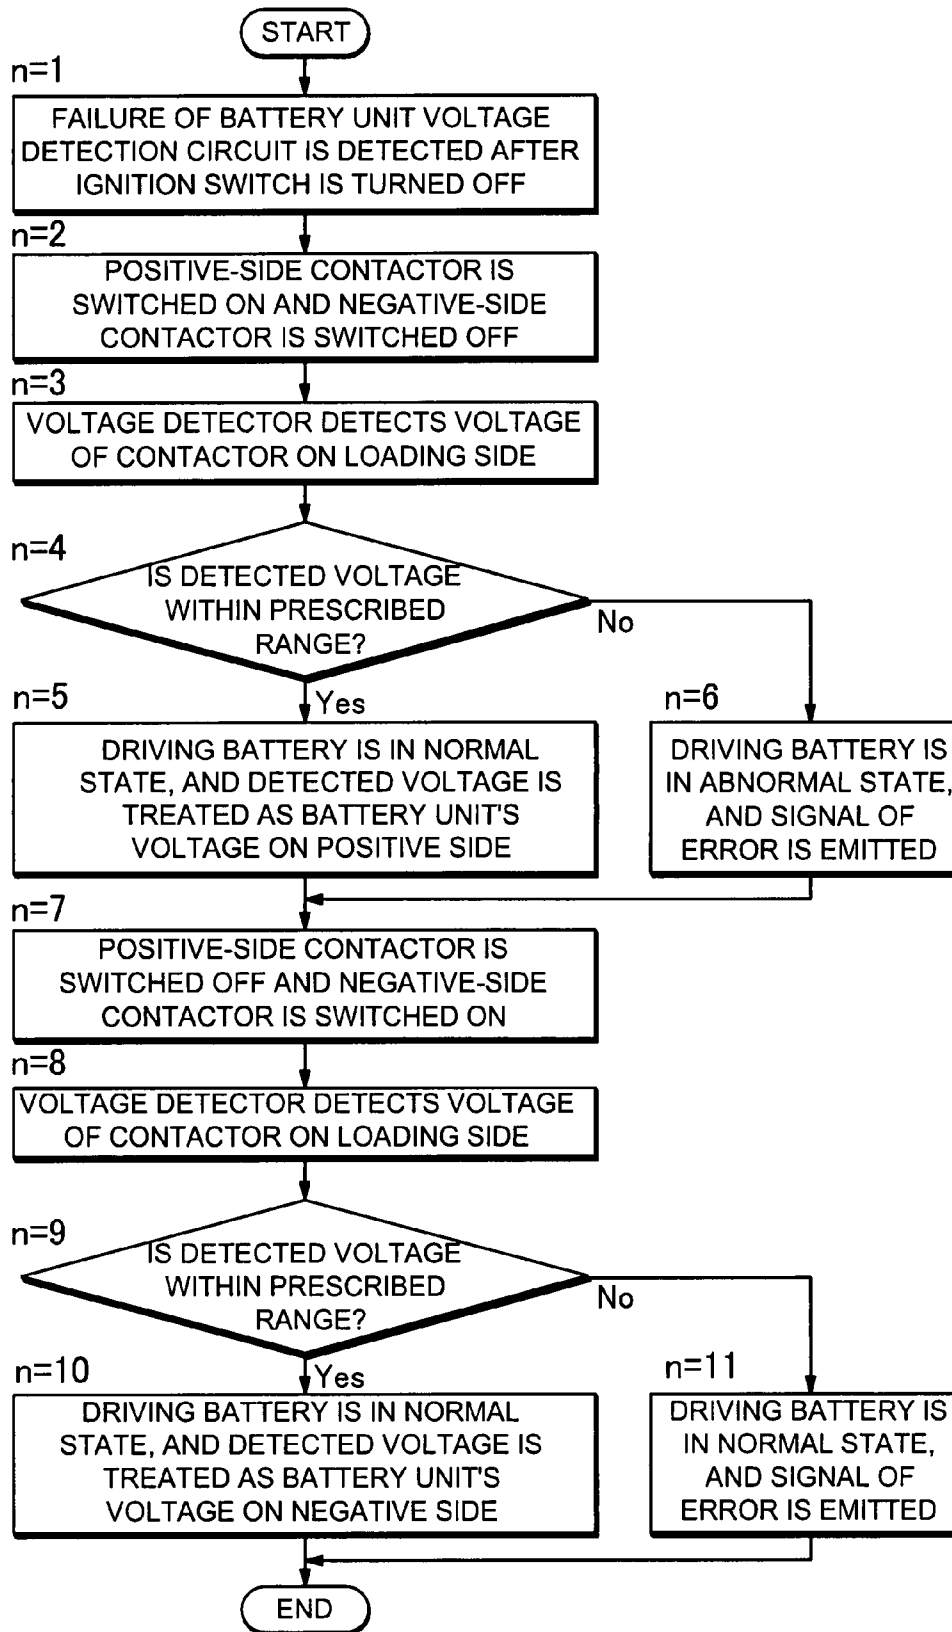 START
n=1
FAILURE OF BATTERY UNIT VOLTAGE
DETECTION CIRCUIT IS DETECTED AFTER
IGNITION SWITCH IS TURNED OFF
n=2
POSITIVE-SIDE CONTACTOR IS
SWITCHED ON AND NEGATIVE-SIDE
CONTACTOR IS SWITCHED OFF
n=3
VOLTAGE DETECTOR DETECTS VOLTAGE
OF CONTACTOR ON LOADING SIDE
n=4
IS DETECTED VOLTAGE
WITHIN PRESCRIBED
RANGE?
No
Yes
n=5
DRIVING BATTERY IS IN NORMAL
STATE, AND DETECTED VOLTAGE IS
TREATED AS BATTERY UNIT'S
VOLTAGE ON POSITIVE SIDE
n=6
DRIVING BATTERY IS
IN ABNORMAL STATE,
AND SIGNAL OF
ERROR IS EMITTED
n=7
POSITIVE-SIDE CONTACTOR IS
SWITCHED OFF AND NEGATIVE-SIDE
CONTACTOR IS SWITCHED ON
n=8
VOLTAGE DETECTOR DETECTS VOLTAGE
OF CONTACTOR ON LOADING SIDE
n=9
IS DETECTED VOLTAGE
WITHIN PRESCRIBED
RANGE?
No
Yes
n=10
DRIVING BATTERY IS IN NORMAL
STATE, AND DETECTED VOLTAGE IS
TREATED AS BATTERY UNIT'S
VOLTAGE ON NEGATIVE SIDE
n=11
DRIVING BATTERY IS
IN NORMAL STATE,
AND SIGNAL OF
ERROR IS EMITTED
END